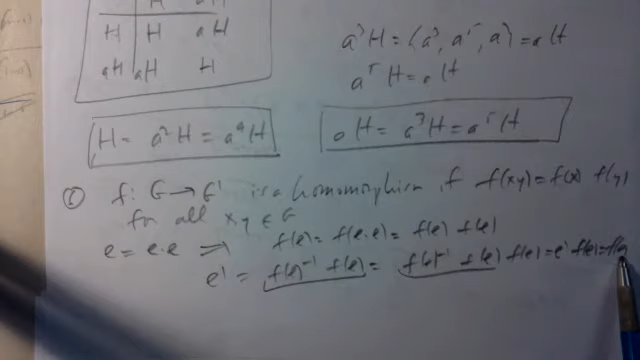 H aH
H H aH
aH aH H
a³H = {a³, a⁵, a} = aH
a⁵H = aH
H = a²H = a⁴H
aH = a³H = a⁵H
f: G → G' is a homomorphism if f(xy) = f(x) f(y)
for all x,y ∈ G
e = e·e ⟹ f(e) = f(e·e) = f(e) f(e)
e' = f(e)⁻¹ f(e) = f(e)⁻¹ f(e) f(e) = e' f(e) = f(e)